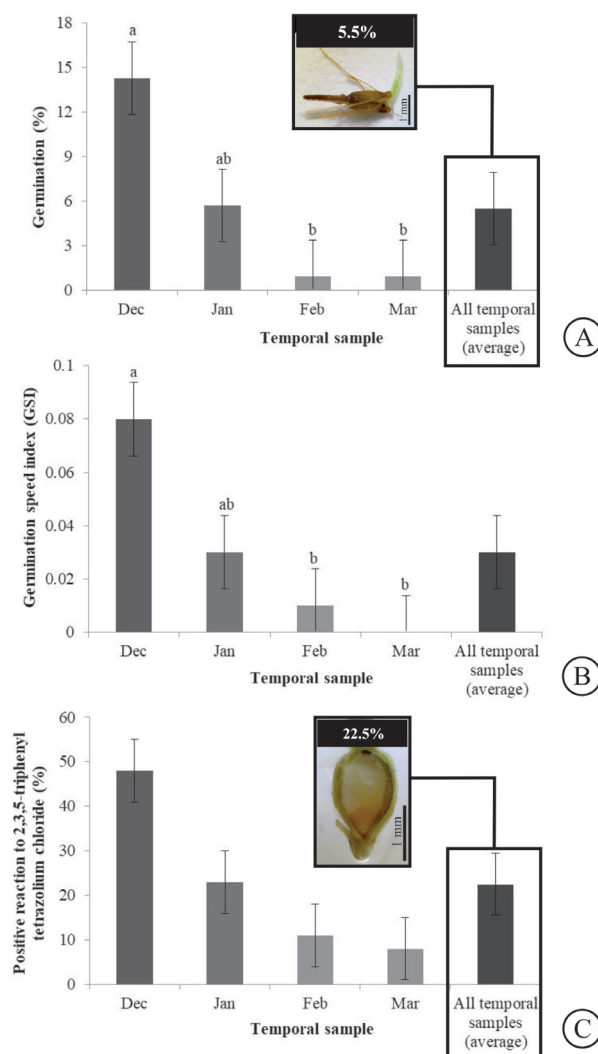 18
15
12
9
6
3
0
Germination (%)
a
ab
b
b
5.5%
1 mm
Dec
Jan
Feb
Mar
All temporal
samples
(average)
Temporal sample
A
0.1
0.08
0.06
0.04
0.02
0
Germination speed index (GSI)
a
ab
b
b
Dec
Jan
Feb
Mar
All temporal
samples
(average)
Temporal sample
B
60
50
40
30
20
10
0
Positive reaction to 2,3,5-triphenyl
tetrazolium chloride (%)
22.5%
1 mm
Dec
Jan
Feb
Mar
All temporal
samples
(average)
Temporal sample
C